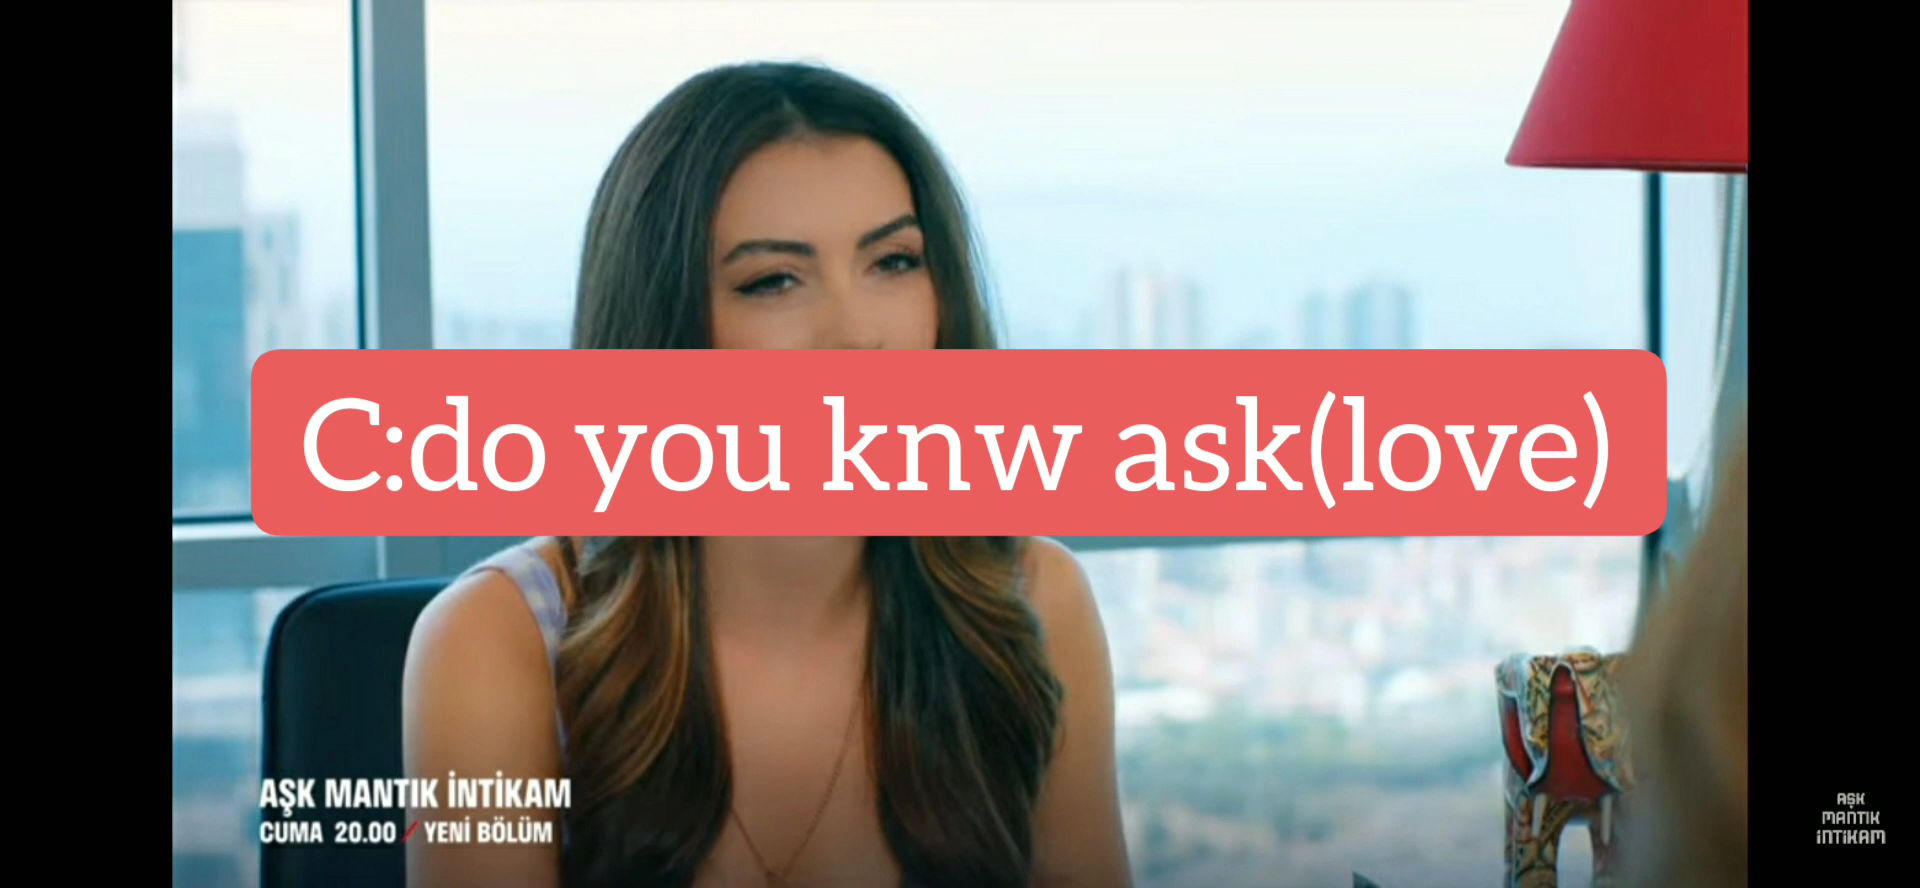 C:do you knw ask(love)
AŞK MANTIK İNTİKAM
CUMA 20.00 / YENİ BÖLÜM
AŞK
MANTIK
İNTİKAM